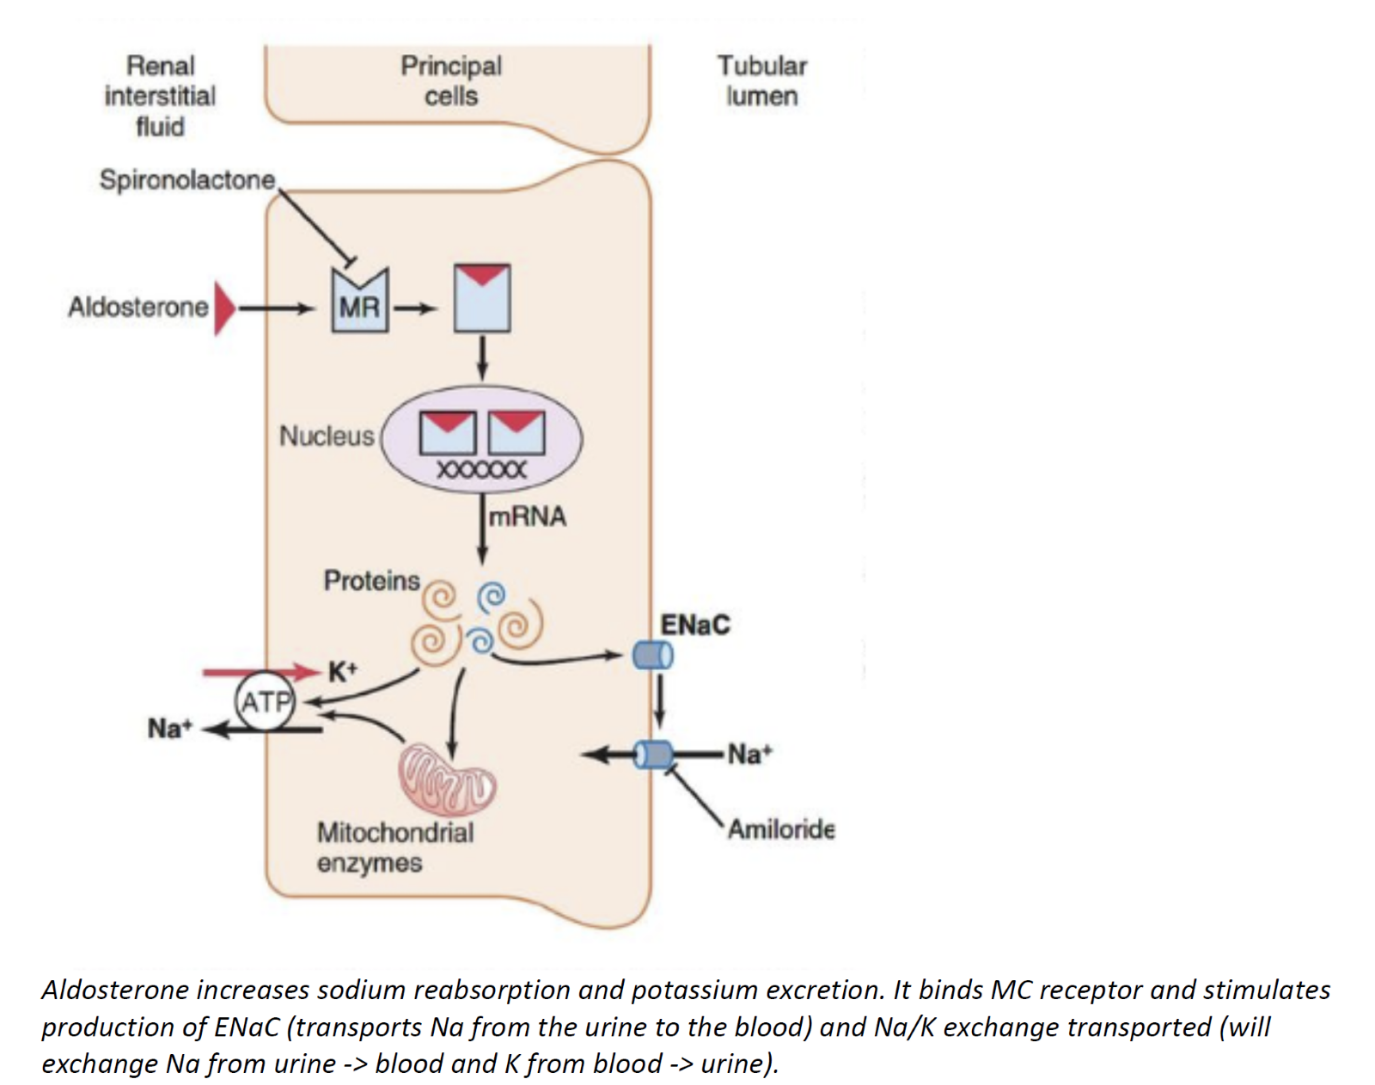 Renal
interstitial
fluid
Principal
cells
Tubular
lumen
Spironolactone
Aldosterone
MR
Nucleus
XXXXXX
mRNA
Proteins
ENaC
K+
ATP
Na+
Na+
Amiloride
Mitochondrial
enzymes
Aldosterone increases sodium reabsorption and potassium excretion. It binds MC receptor and stimulates
production of ENaC (transports Na from the urine to the blood) and Na/K exchange transported (will
exchange Na from urine -> blood and K from blood -> urine).